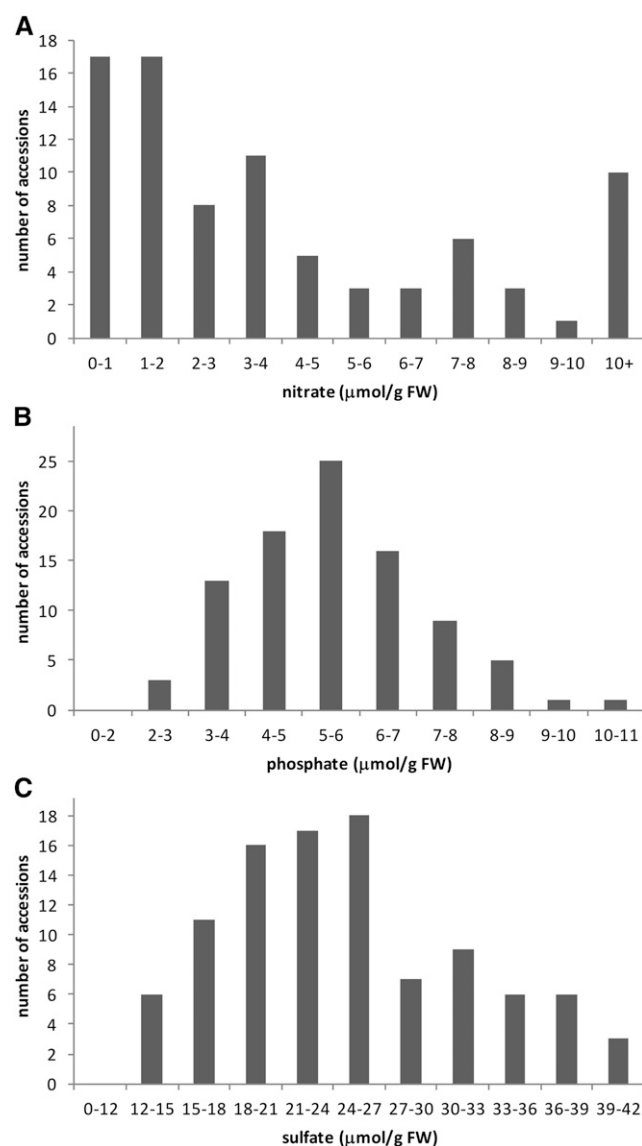 A
18
16
14
12
10
8
6
4
2
0
number of accessions
0-1 1-2 2-3 3-4 4-5 5-6 6-7 7-8 8-9 9-10 10+
nitrate (μmol/g FW)
B
25
20
15
10
5
0
number of accessions
0-2 2-3 3-4 4-5 5-6 6-7 7-8 8-9 9-10 10-11
phosphate (μmol/g FW)
C
18
16
14
12
10
8
6
4
2
0
number of accessions
0-12 12-15 15-18 18-21 21-24 24-27 27-30 30-33 33-36 36-39 39-42
sulfate (μmol/g FW)